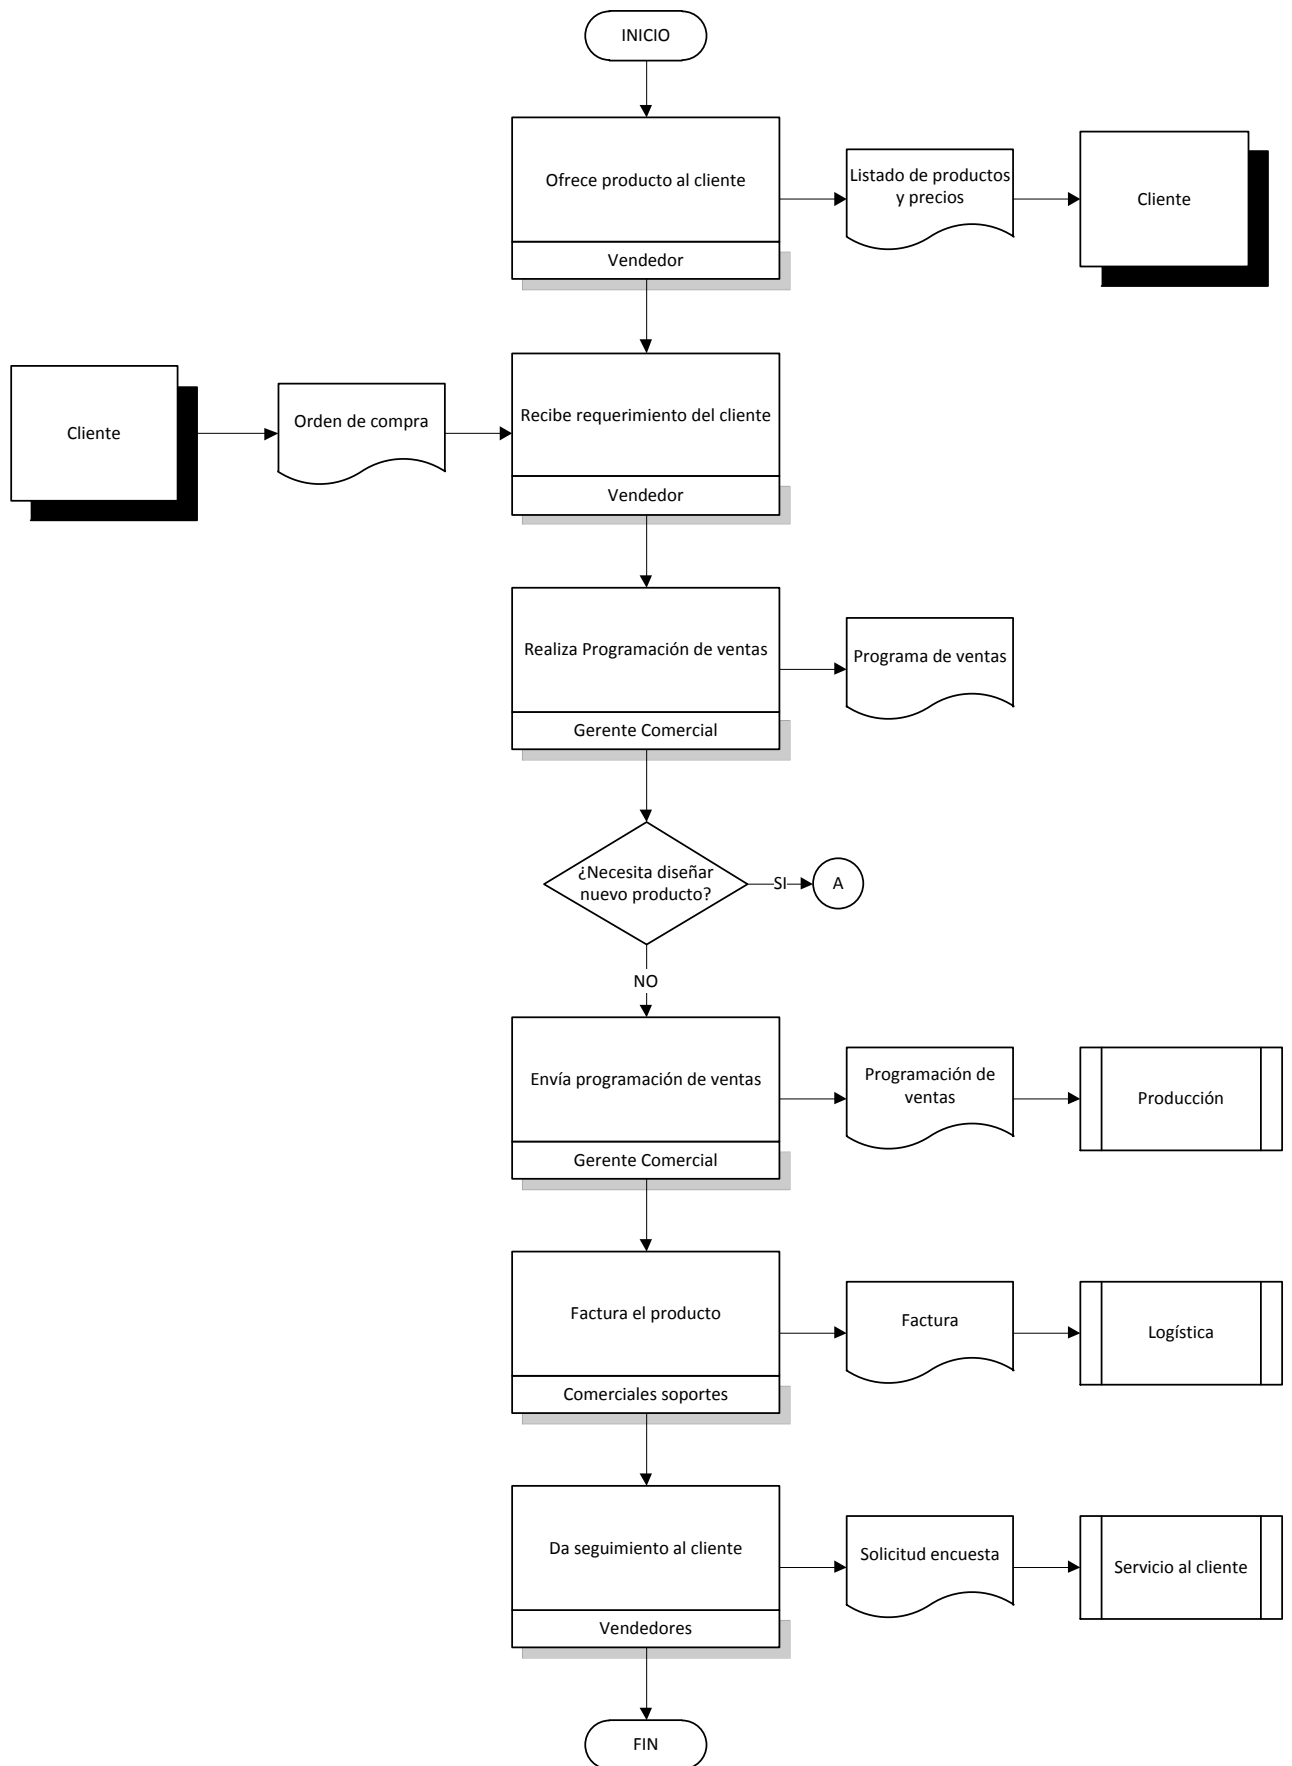 INICIO
Ofrece producto al cliente
Vendedor
Listado de productos
y precios
Cliente
Cliente
Orden de compra
Recibe requerimiento del cliente
Vendedor
Realiza Programación de ventas
Gerente Comercial
Programa de ventas
¿Necesita diseñar
nuevo producto?
SI
A
NO
Envía programación de ventas
Gerente Comercial
Programación de
ventas
Producción
Factura el producto
Comerciales soportes
Factura
Logística
Da seguimiento al cliente
Vendedores
Solicitud encuesta
Servicio al cliente
FIN